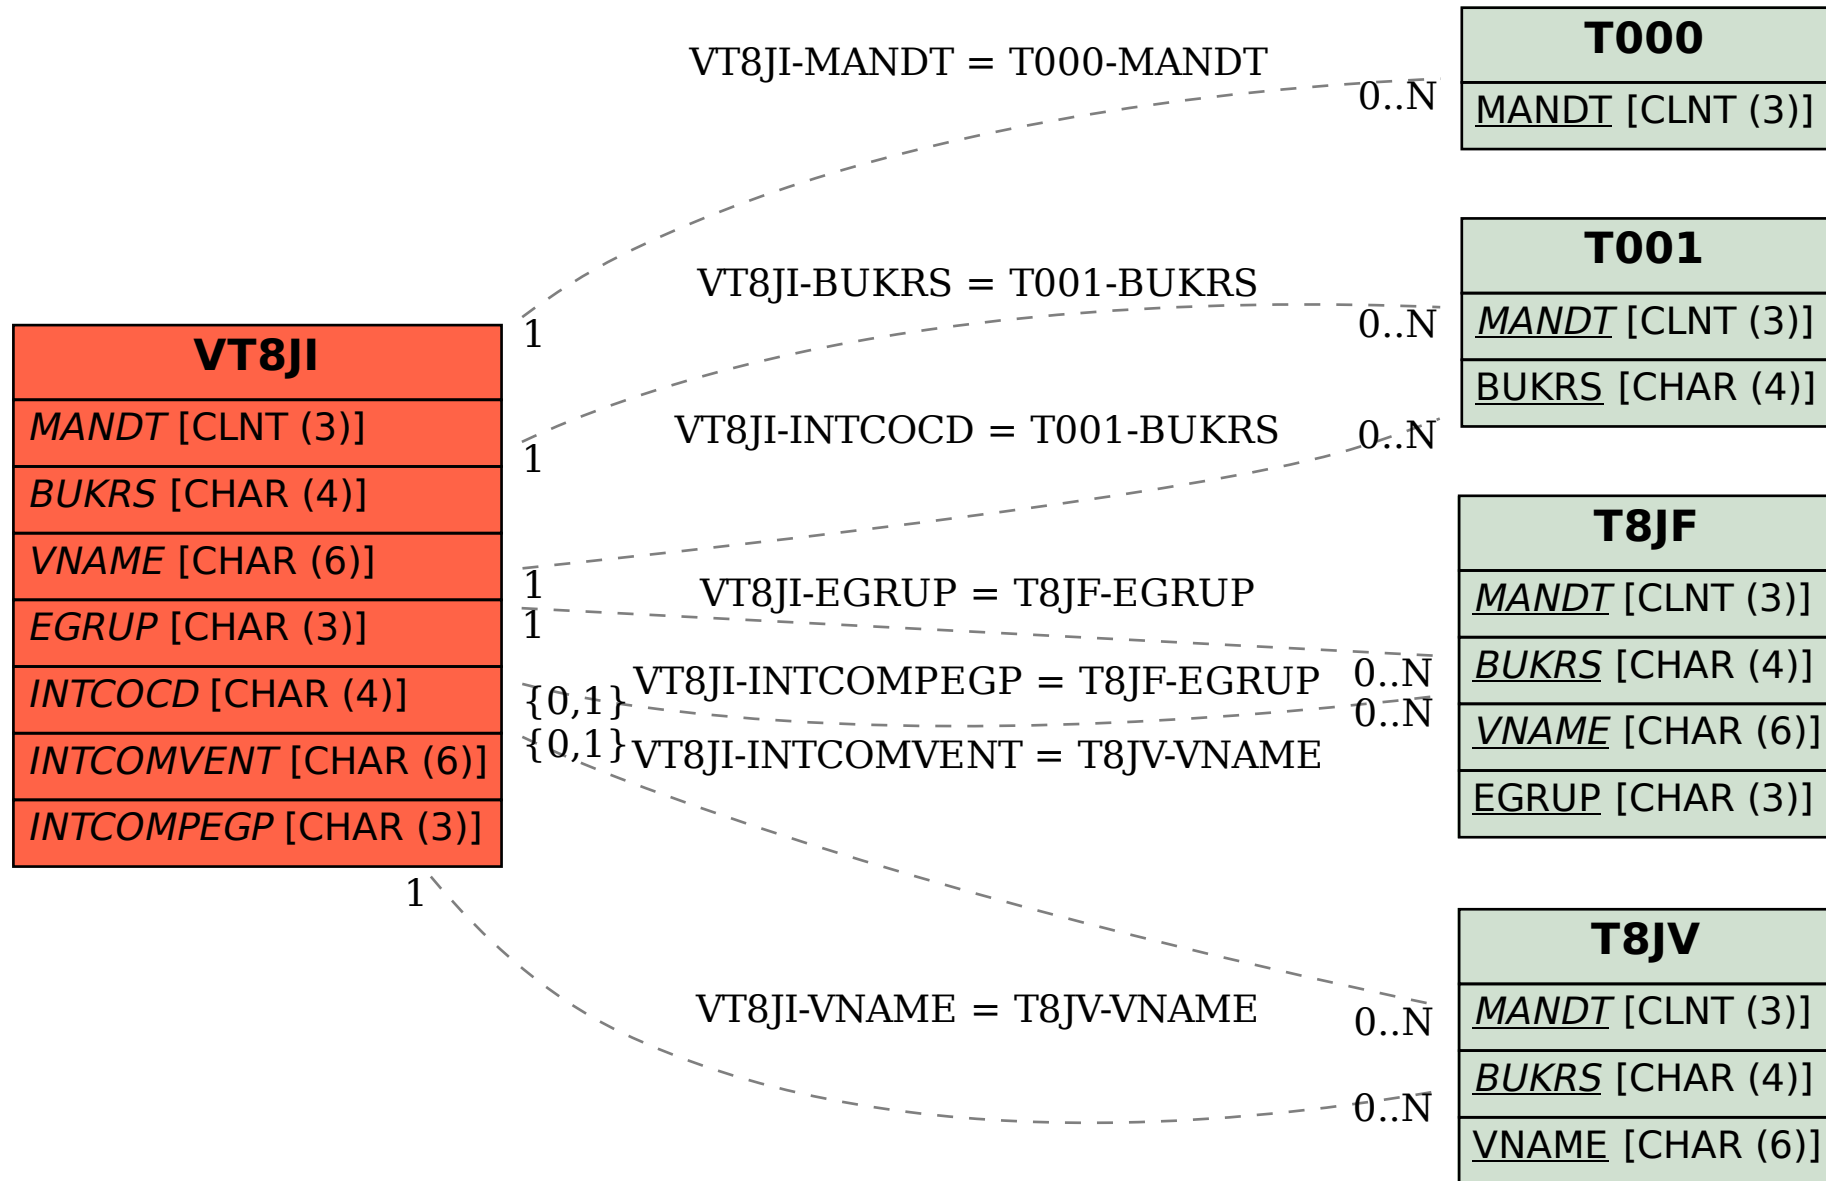 VT8JI
MANDT [CLNT (3)]
BUKRS [CHAR (4)]
VNAME [CHAR (6)]
EGRUP [CHAR (3)]
INTCOCD [CHAR (4)]
INTCOMVENT [CHAR (6)]
INTCOMPEGP [CHAR (3)]
VT8JI-MANDT = T000-MANDT
0..N
1
VT8JI-BUKRS = T001-BUKRS
0..N
1
VT8JI-INTCOCD = T001-BUKRS
0..N
1
VT8JI-EGRUP = T8JF-EGRUP
1
0..N
VT8JI-INTCOMPEGP = T8JF-EGRUP
{0,1}
0..N
VT8JI-INTCOMVENT = T8JV-VNAME
{0,1}
0..N
VT8JI-VNAME = T8JV-VNAME
1
0..N
T000
MANDT [CLNT (3)]
T001
MANDT [CLNT (3)]
BUKRS [CHAR (4)]
T8JF
MANDT [CLNT (3)]
BUKRS [CHAR (4)]
VNAME [CHAR (6)]
EGRUP [CHAR (3)]
T8JV
MANDT [CLNT (3)]
BUKRS [CHAR (4)]
VNAME [CHAR (6)]